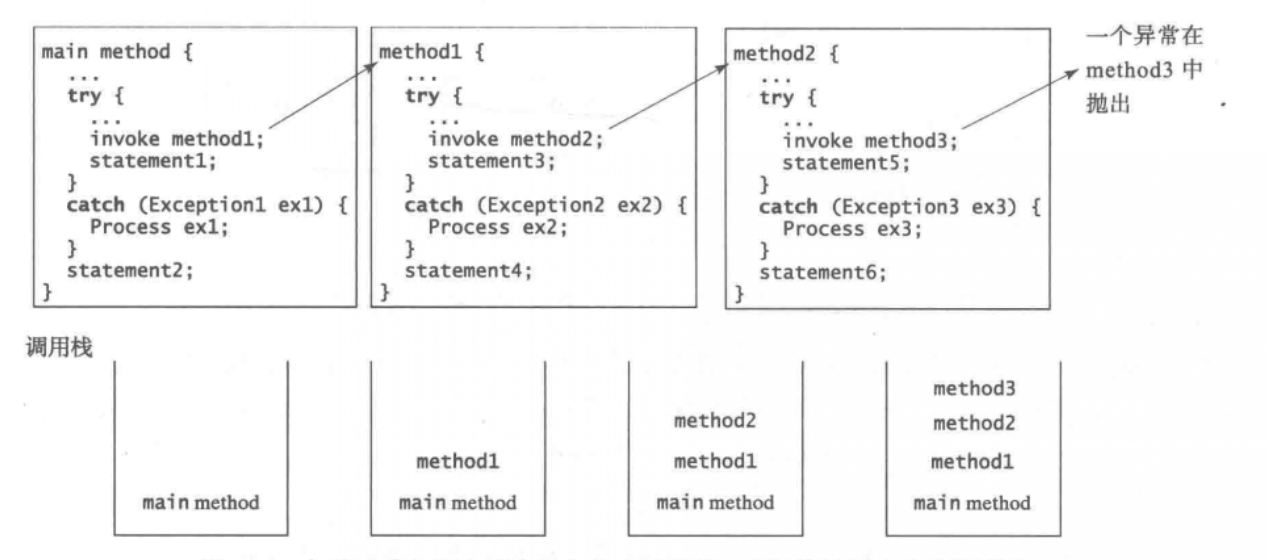 main method {
...
try {
...
invoke method1;
statement1;
}
catch (Exception1 ex1) {
Process ex1;
}
statement2;
}
method1 {
...
try {
...
invoke method2;
statement3;
}
catch (Exception2 ex2) {
Process ex2;
}
statement4;
}
method2 {
...
try {
...
invoke method3;
statement5;
}
catch (Exception3 ex3) {
Process ex3;
}
statement6;
}
一个异常在
method3 中
抛出
调用栈
main method
method1
main method
method2
method1
main method
method3
method2
method1
main method